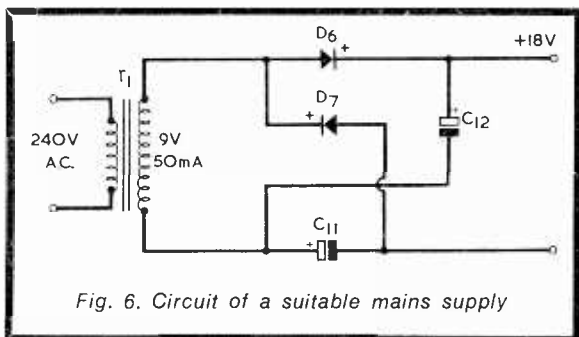 D6
+
+18V
T1
D7
+
+
C12
240V
A.C.
9V
50mA
C11
+
Fig. 6. Circuit of a suitable mains supply